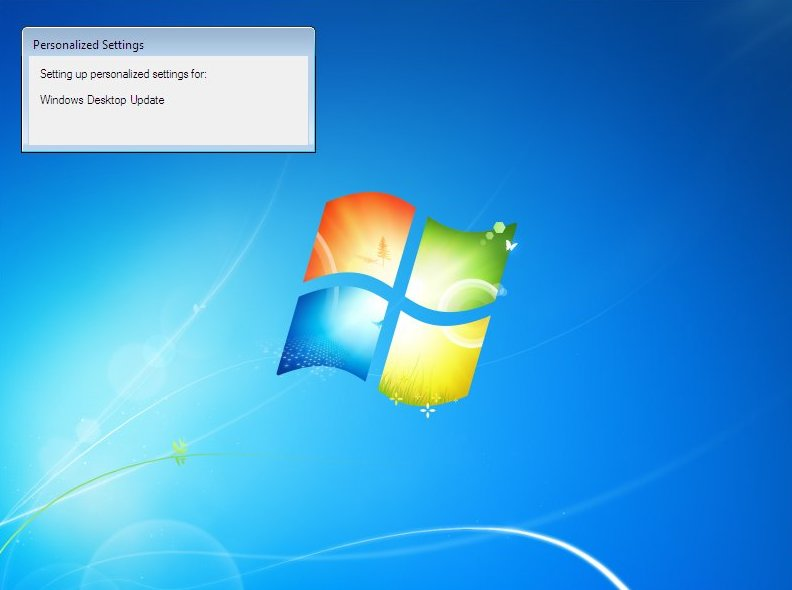 Personalized Settings
Setting up personalized settings for:
Windows Desktop Update